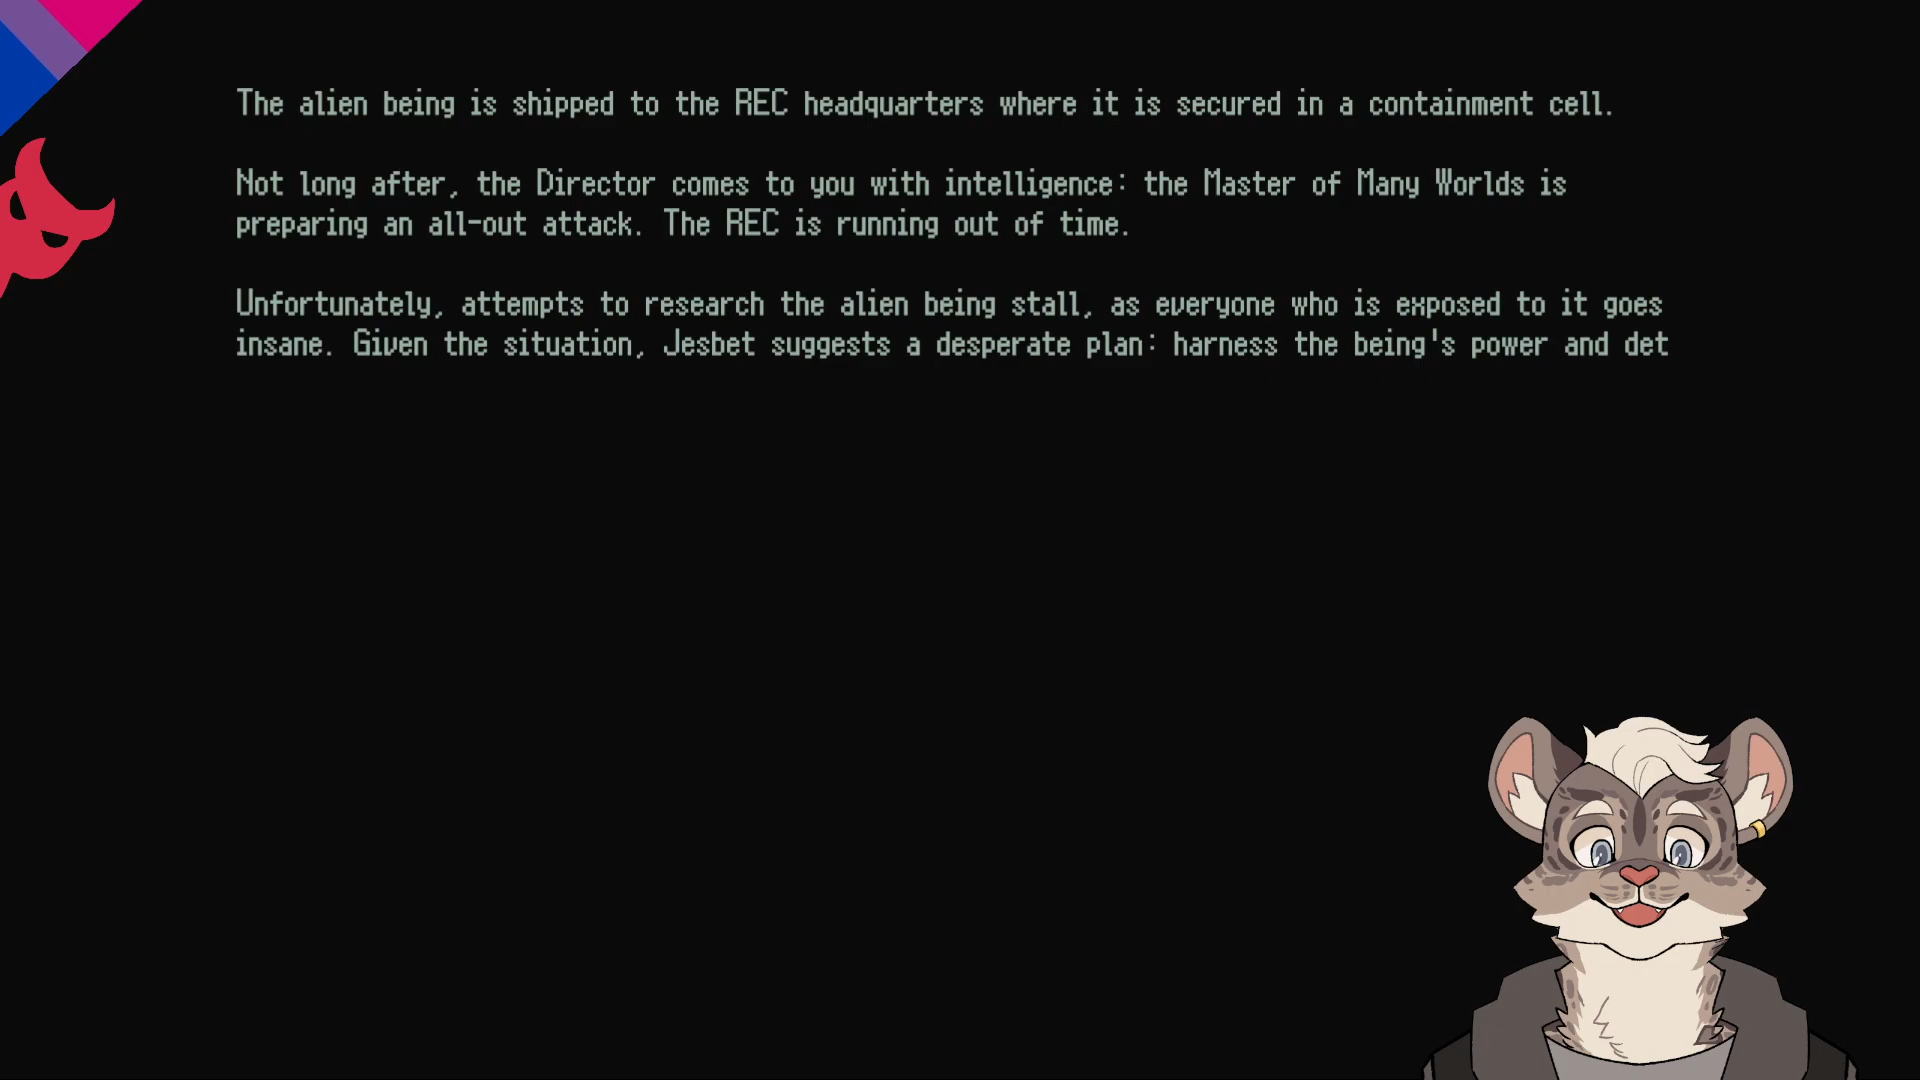 The alien being is shipped to the REC headquarters where it is secured in a containment cell.
Not long after, the Director comes to you with intelligence: the Master of Many Worlds is
preparing an all-out attack. The REC is running out of time.
Unfortunately, attempts to research the alien being stall, as everyone who is exposed to it goes
insane. Given the situation, Jesbet suggests a desperate plan: harness the being's power and det